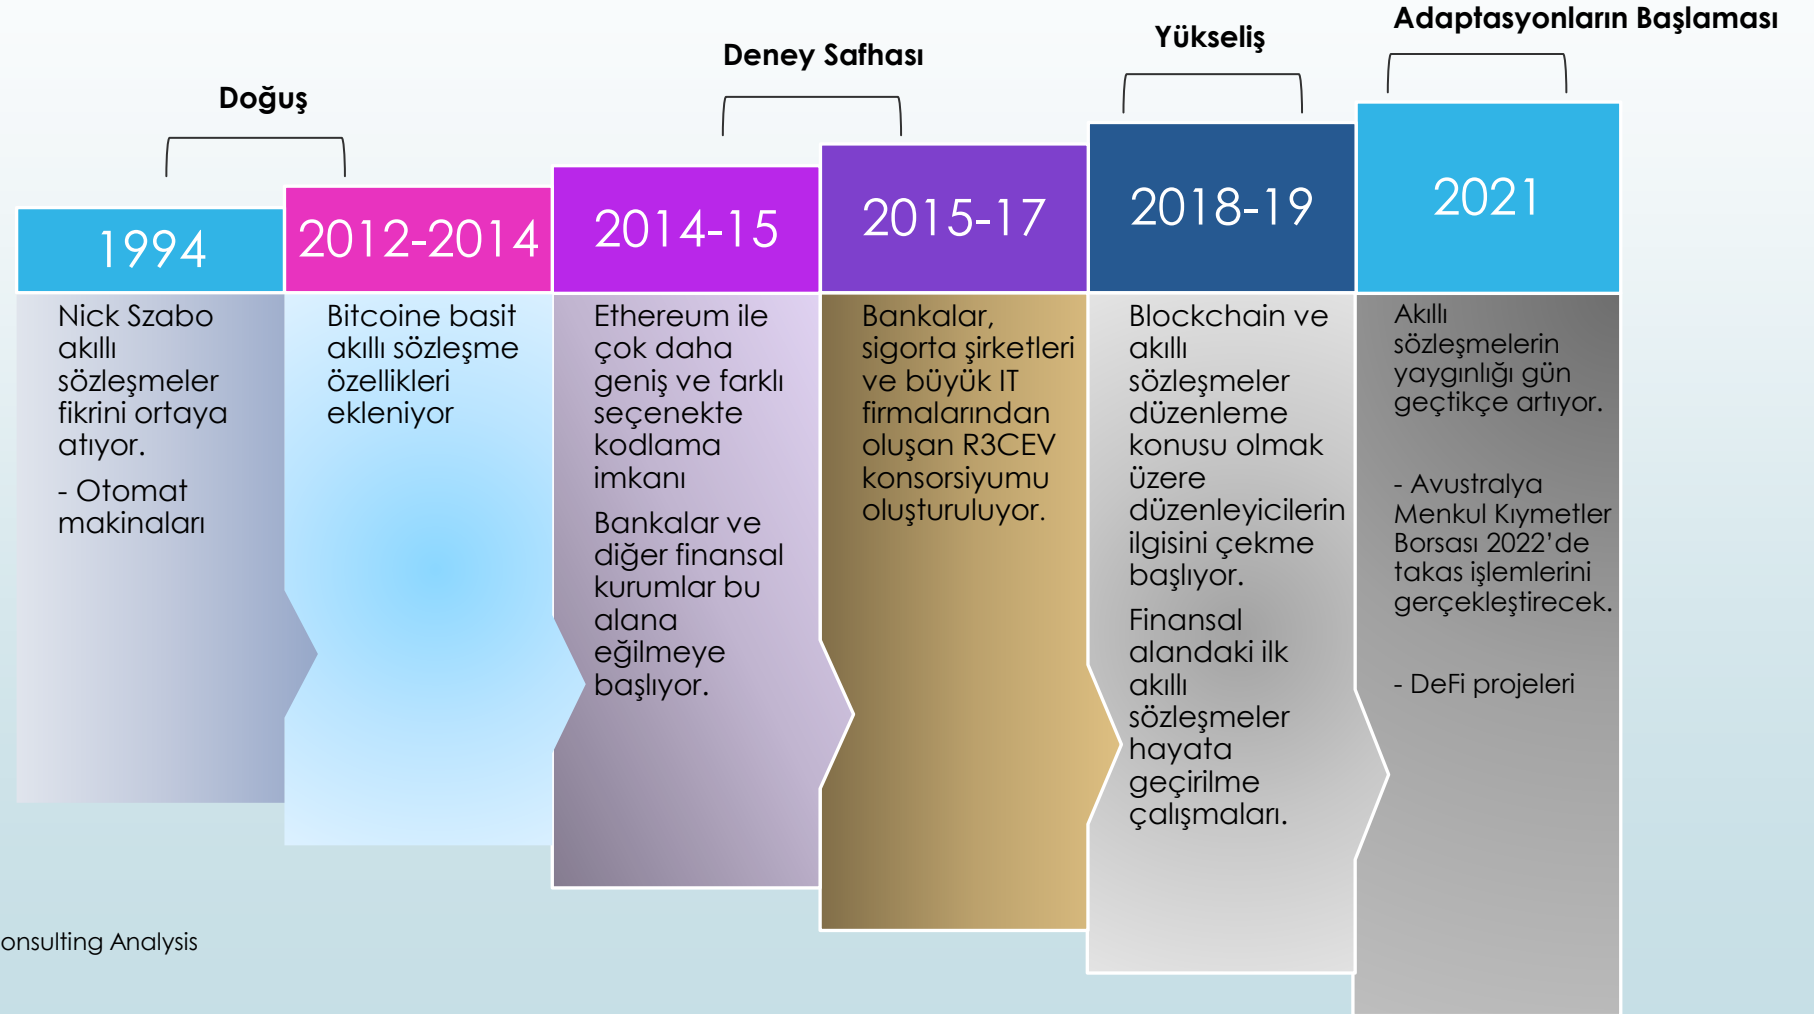 Doğuş
Deney Safhası
Yükseliş
Adaptasyonların Başlaması
1994
Nick Szabo
akıllı
sözleşmeler
fikrini ortaya
atıyor.
- Otomat
makinaları
2012-2014
Bitcoine basit
akıllı sözleşme
özellikleri
ekleniyor
2014-15
Ethereum ile
çok daha
geniş ve farklı
seçenekte
kodlama
imkanı
Bankalar ve
diğer finansal
kurumlar bu
alana
eğilmeye
başlıyor.
2015-17
Bankalar,
sigorta şirketleri
ve büyük IT
firmalarından
oluşan R3CEV
konsorsiyumu
oluşturuluyor.
2018-19
Blockchain ve
akıllı
sözleşmeler
düzenleme
konusu olmak
üzere
düzenleyicilerin
ilgisini çekme
başlıyor.
Finansal
alandaki ilk
akıllı
sözleşmeler
hayata
geçirilme
çalışmaları.
2021
Akıllı
sözleşmelerin
yaygınlığı gün
geçtikçe artıyor.
- Avustralya
Menkul Kıymetler
Borsası 2022’de
takas işlemlerini
gerçekleştirecek.
- DeFi projeleri
onsulting Analysis